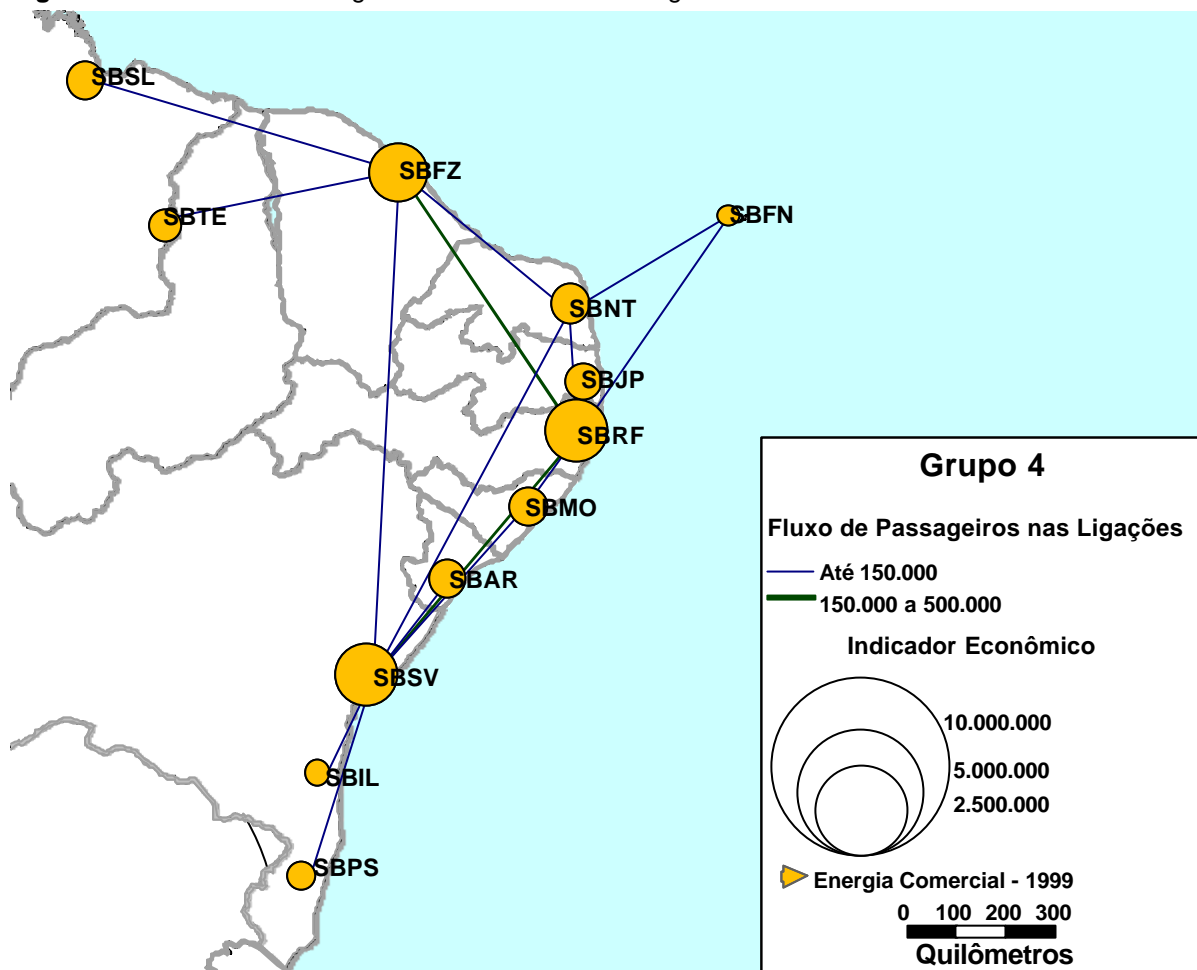 SBSL
SBFZ
SBTE
SBFN
SBNT
SBJP
SBRF
SBMO
SBAR
SBSV
SBIL
SBPS
Grupo 4
Fluxo de Passageiros nas Ligações
Até 150.000
150.000 a 500.000
Indicador Econômico
10.000.000
5.000.000
2.500.000
Energia Comercial - 1999
0 100 200 300
Quilômetros